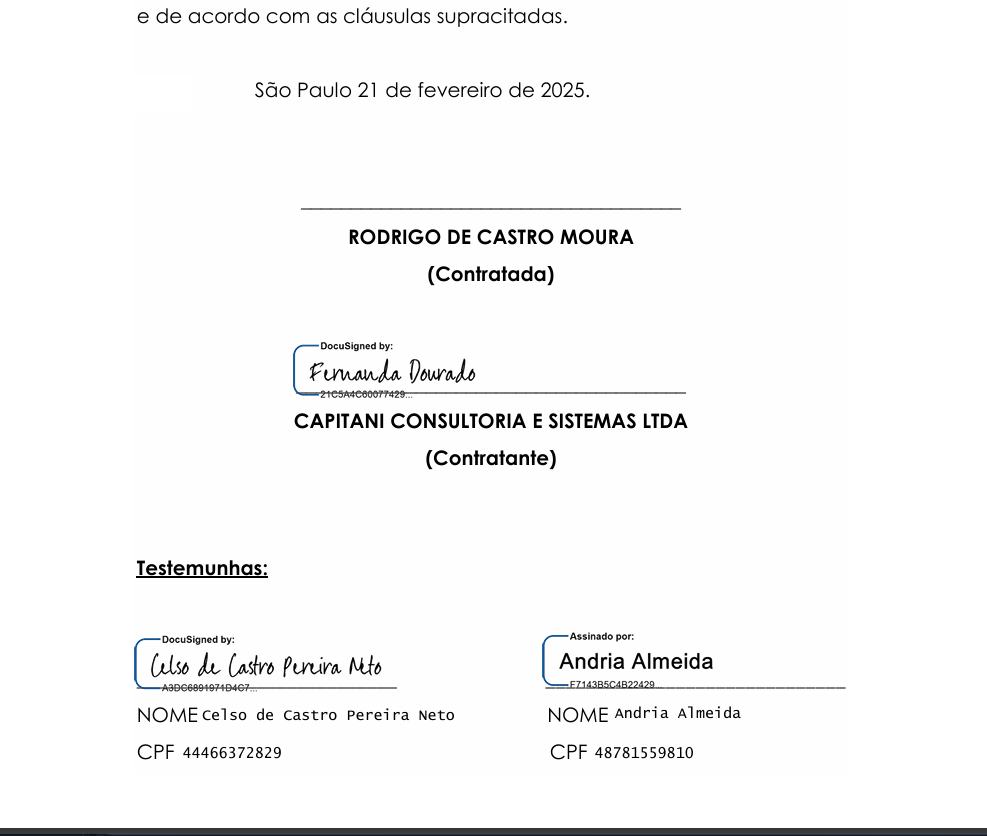 e de acordo com as cláusulas supracitadas.
São Paulo 21 de fevereiro de 2025.
RODRIGO DE CASTRO MOURA
(Contratada)
DocuSigned by:
Fernanda Dourado
21C5A4C60077429...
CAPITANI CONSULTORIA E SISTEMAS LTDA
(Contratante)
Testemunhas:
DocuSigned by:
Celso de Castro Pereira Neto
A3DC6891971D4C7...
NOME Celso de Castro Pereira Neto
CPF 44466372829
Assinado por:
Andria Almeida
F7143B5C4B22429...
NOME Andria Almeida
CPF 48781559810